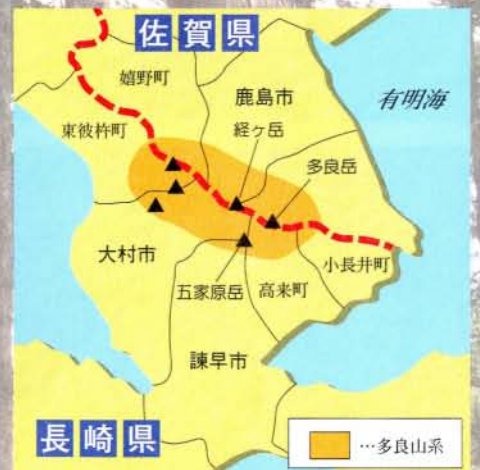 佐賀県
嬉野町
鹿島市
有明海
東彼杵町
経ヶ岳
多良岳
大村市
小長井町
五家原岳
高来町
諫早市
長崎県
…多良山系